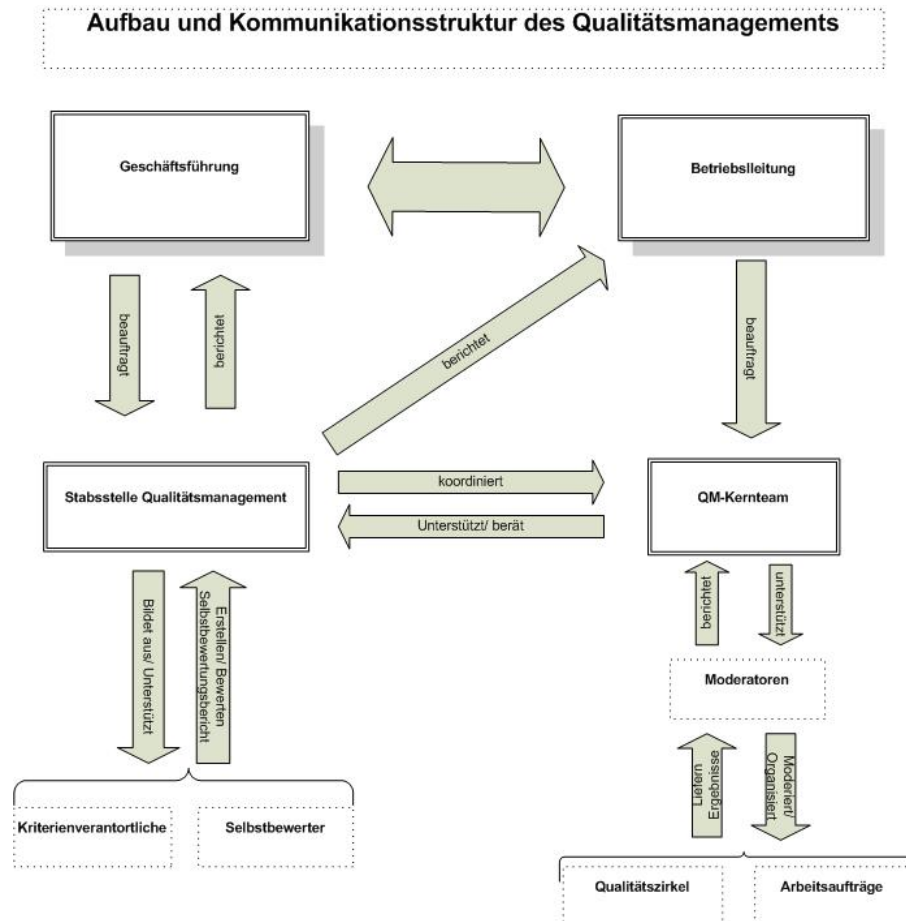 Aufbau und Kommunikationsstruktur des Qualitätsmanagements
Geschäftsführung
Betriebslleitung
beauftragt
berichtet
berichtet
beauftragt
Stabsstelle Qualitätsmanagement
koordiniert
Unterstützt/ berät
QM-Kernteam
Bildet aus/ Unterstützt
Erstellen/ Bewerten
Selbstbewertungsbericht
berichtet
unterstützt
Moderatoren
Liefern
Ergebnisse
Moderiert/
Organisiert
Kriterienverantortliche
Selbstbewerter
Qualitätszirkel
Arbeitsaufträge